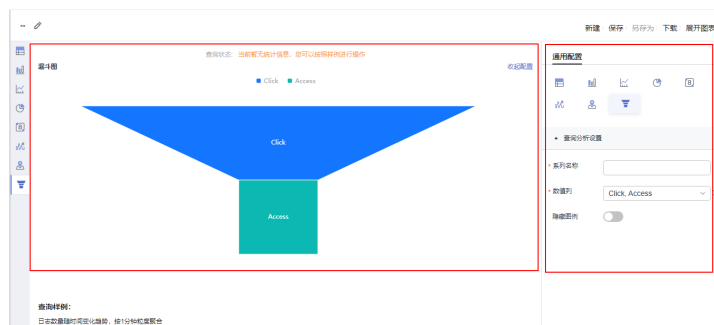 --
新建 保存 另存为 下载 展开图表
查询状态: 当前暂无统计信息, 您可以按照样例进行操作
漏斗图
收起配置
Click Access
Click
Access
通用配置
查询分析设置
* 系列名称
* 数值列 Click, Access
隐藏图例
查询样例:
日志数量随时间变化趋势, 按1分钟粒度聚合